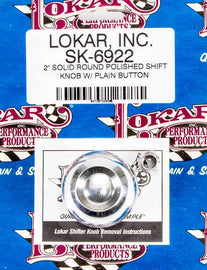 LOKAR, INC.
SK-6922
2" SOLID ROUND POLISHED SHIFT
KNOB W/ PLAIN BUTTON
LOKAR
PERFORMANCE
PRODUCTS
Lokar Shifter Knob Removal Instructions